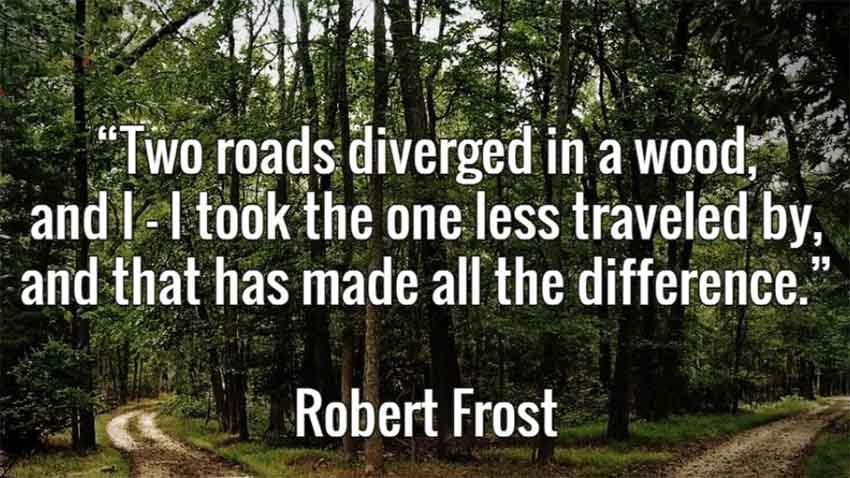 “Two roads diverged in a wood,
and I - I took the one less traveled by,
and that has made all the difference.”
Robert Frost